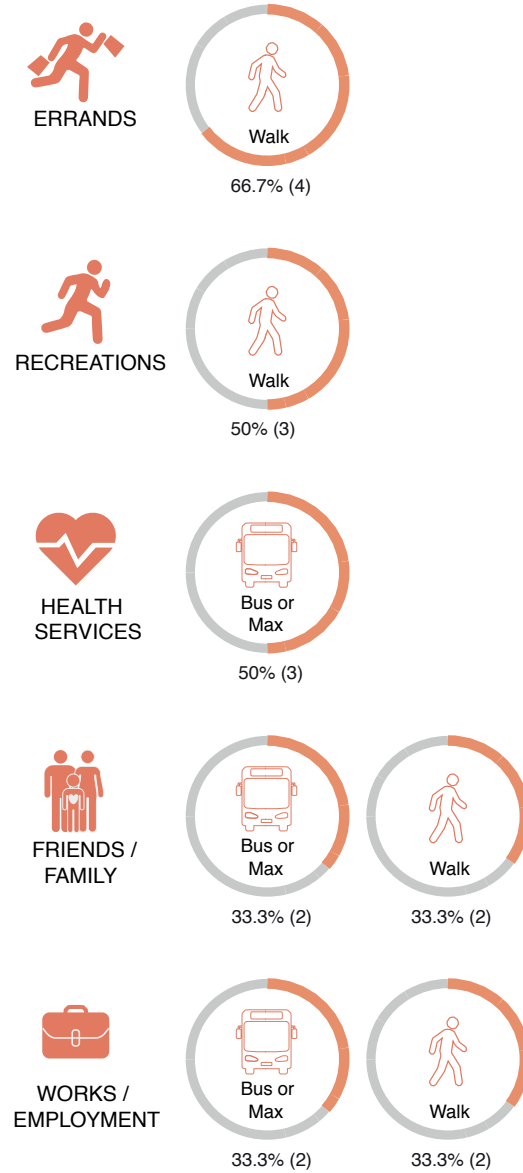 ERRANDS
Walk
66.7% (4)
RECREATIONS
Walk
50% (3)
HEALTH
SERVICES
Bus or
Max
50% (3)
FRIENDS /
FAMILY
Bus or
Max
33.3% (2)
Walk
33.3% (2)
WORKS /
EMPLOYMENT
Bus or
Max
33.3% (2)
Walk
33.3% (2)